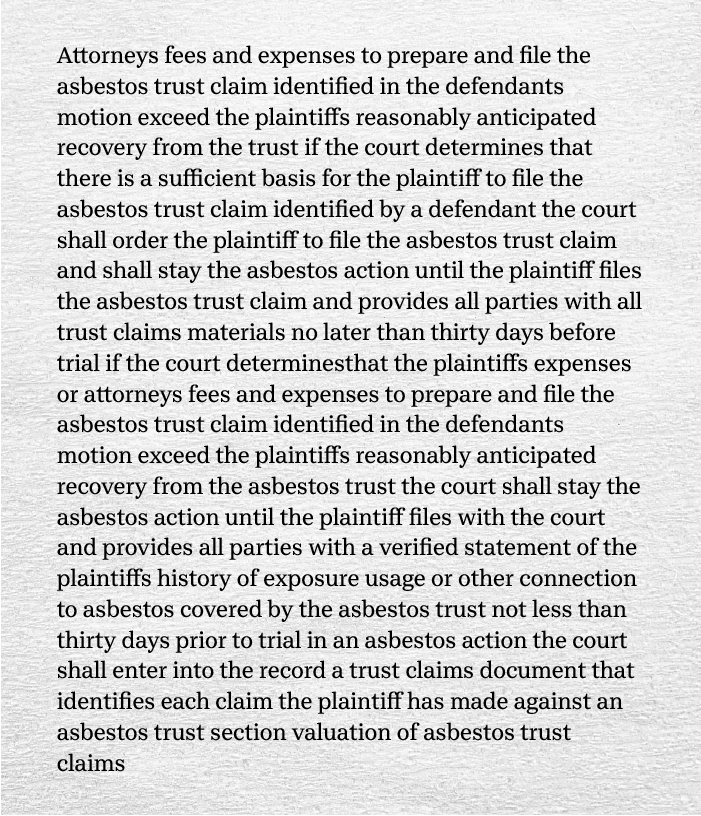 Attorneys fees and expenses to prepare and file the
asbestos trust claim identified in the defendants
motion exceed the plaintiffs reasonably anticipated
recovery from the trust if the court determines that
there is a sufficient basis for the plaintiff to file the
asbestos trust claim identified by a defendant the court
shall order the plaintiff to file the asbestos trust claim
and shall stay the asbestos action until the plaintiff files
the asbestos trust claim and provides all parties with all
trust claims materials no later than thirty days before
trial if the court determinesthat the plaintiffs expenses
or attorneys fees and expenses to prepare and file the
asbestos trust claim identified in the defendants
motion exceed the plaintiffs reasonably anticipated
recovery from the asbestos trust the court shall stay the
asbestos action until the plaintiff files with the court
and provides all parties with a verified statement of the
plaintiffs history of exposure usage or other connection
to asbestos covered by the asbestos trust not less than
thirty days prior to trial in an asbestos action the court
shall enter into the record a trust claims document that
identifies each claim the plaintiff has made against an
asbestos trust section valuation of asbestos trust
claims